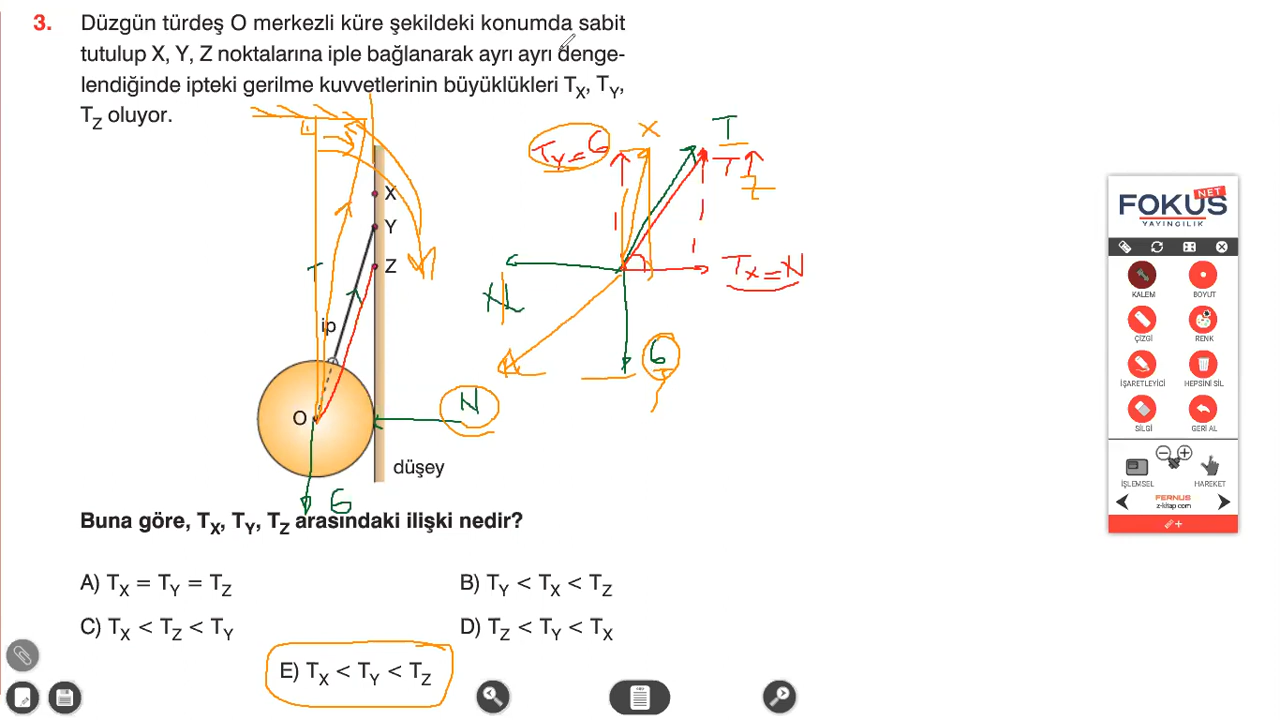 3. Düzgün türdeş O merkezli küre şekildeki konumda sabit
tutulup X, Y, Z noktalarına iple bağlanarak ayrı ayrı denge-
lendiğinde ipteki gerilme kuvvetlerinin büyüklükleri TX, TY,
TZ oluyor.
X
Y
Z
T
ip
O
N
düşey
G
TY=G
X
T
T
Z
TX=N
N
G
Buna göre, TX, TY, TZ arasındaki ilişki nedir?
A) TX = TY = TZ
B) TY < TX < TZ
C) TX < TZ < TY
D) TZ < TY < TX
E) TX < TY < TZ
FOKUS NET
YAYINCILIK
KALEM
BOYUT
ÇİZGİ
RENK
İŞARETLEYİCİ
HEPSİNİ SİL
SİLGİ
GERİ AL
İŞLEMSEL
HAREKET
FERNUS
z-kitap.com